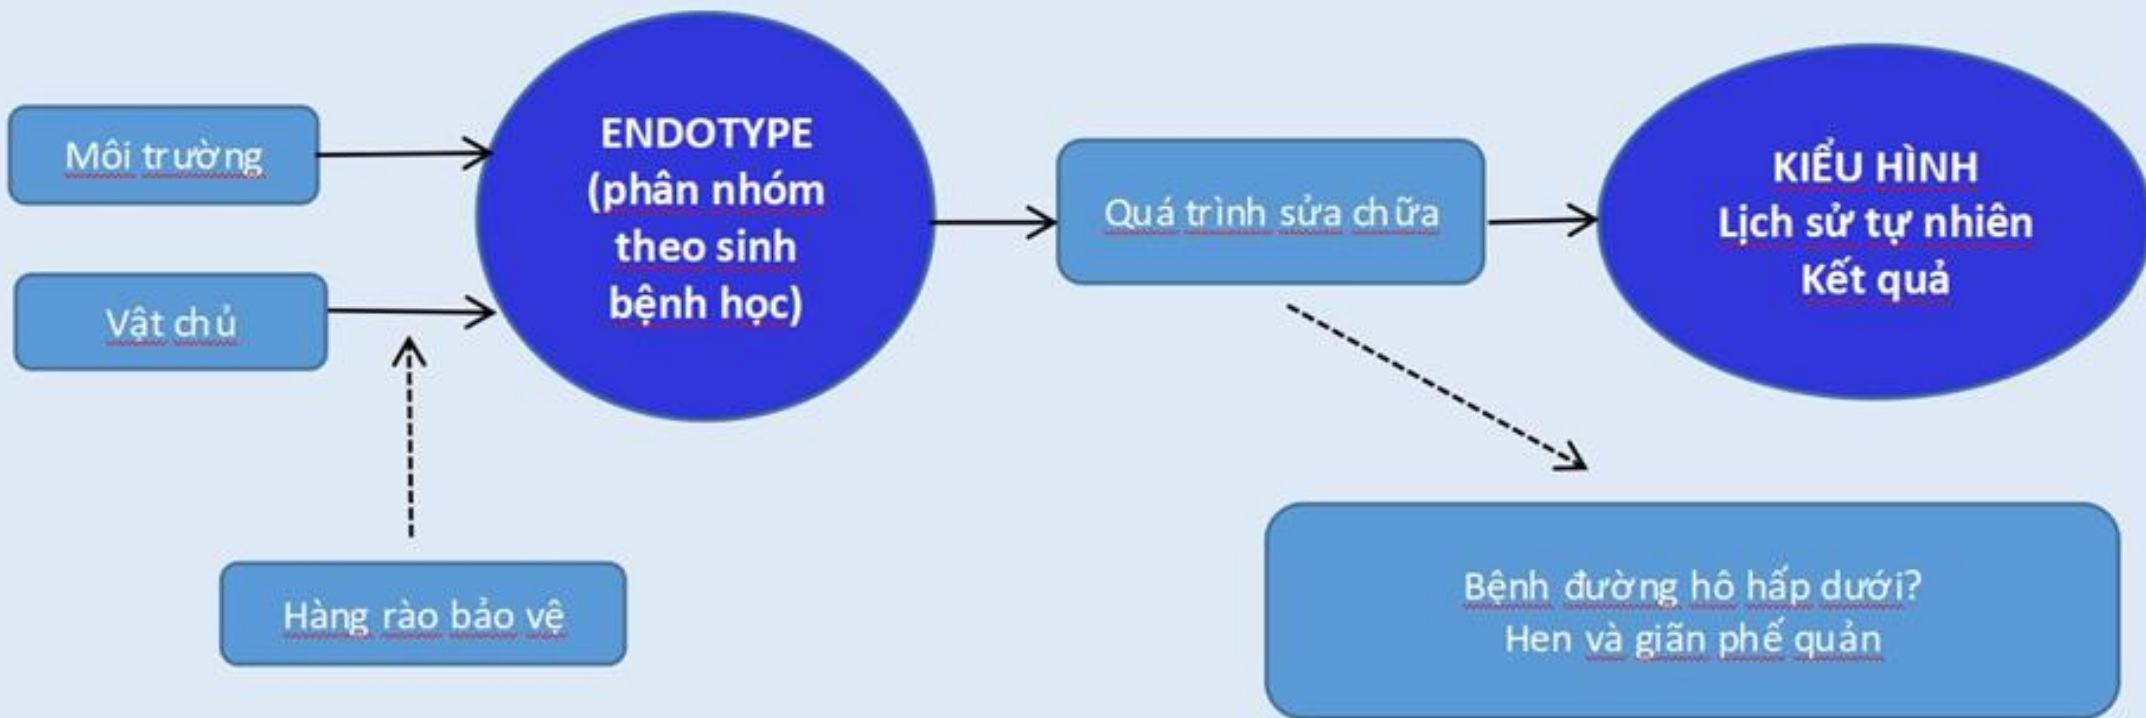 Môi trường
Vật chủ
Hàng rào bảo vệ
ENDOTYPE
(phân nhóm
theo sinh
bệnh học)
Quá trình sửa chữa
KIỂU HÌNH
Lịch sử tự nhiên
Kết quả
Bệnh đường hô hấp dưới?
Hen và giãn phế quản